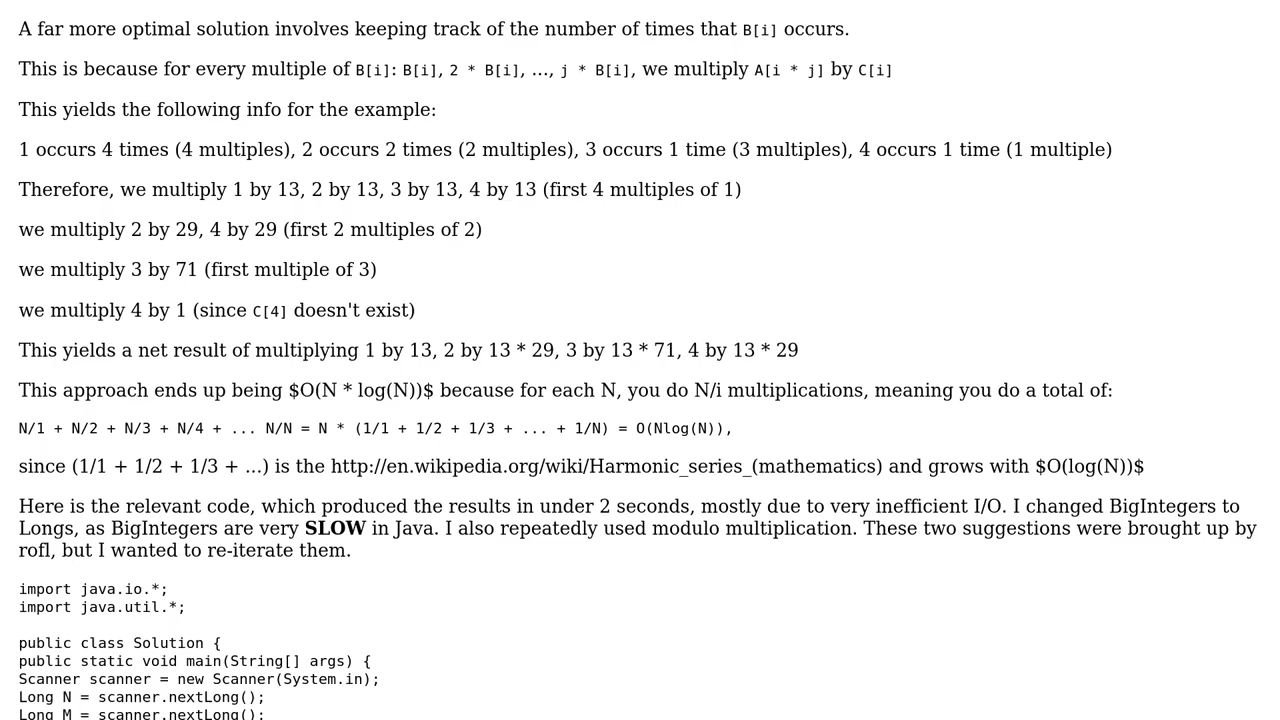 A far more optimal solution involves keeping track of the number of times that B[i] occurs.
This is because for every multiple of B[i]: B[i], 2 * B[i], ..., j * B[i], we multiply A[i * j] by C[i]
This yields the following info for the example:
1 occurs 4 times (4 multiples), 2 occurs 2 times (2 multiples), 3 occurs 1 time (3 multiples), 4 occurs 1 time (1 multiple)
Therefore, we multiply 1 by 13, 2 by 13, 3 by 13, 4 by 13 (first 4 multiples of 1)
we multiply 2 by 29, 4 by 29 (first 2 multiples of 2)
we multiply 3 by 71 (first multiple of 3)
we multiply 4 by 1 (since C[4] doesn't exist)
This yields a net result of multiplying 1 by 13, 2 by 13 * 29, 3 by 13 * 71, 4 by 13 * 29
This approach ends up being $O(N * log(N))$ because for each N, you do N/i multiplications, meaning you do a total of:
N/1 + N/2 + N/3 + N/4 + ... N/N = N * (1/1 + 1/2 + 1/3 + ... + 1/N) = O(Nlog(N)),
since (1/1 + 1/2 + 1/3 + ...) is the http://en.wikipedia.org/wiki/Harmonic_series_(mathematics) and grows with $O(log(N))$
Here is the relevant code, which produced the results in under 2 seconds, mostly due to very inefficient I/O. I changed BigIntegers to
Longs, as BigIntegers are very SLOW in Java. I also repeatedly used modulo multiplication. These two suggestions were brought up by
rofl, but I wanted to re-iterate them.
import java.io.*;
import java.util.*;
public class Solution {
public static void main(String[] args) {
Scanner scanner = new Scanner(System.in);
Long N = scanner.nextLong();
Long M = scanner.nextLong();